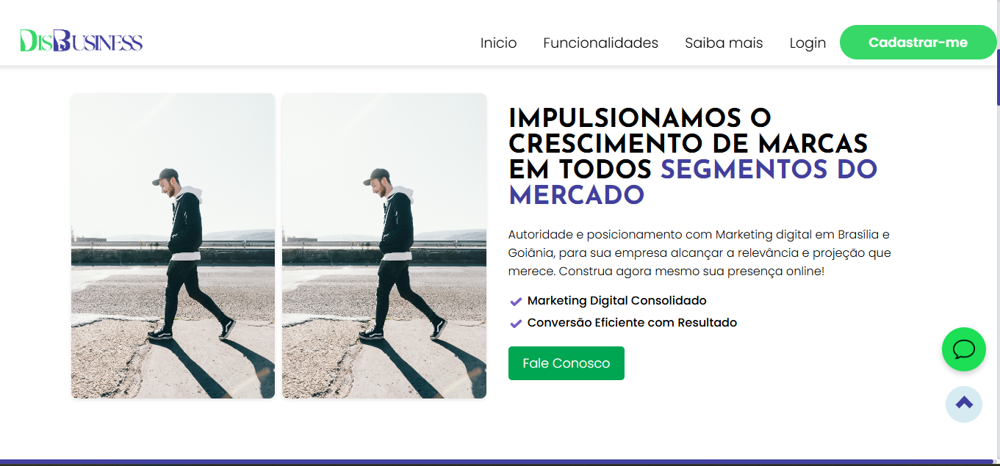 DISBUSINESS
Inicio
Funcionalidades
Saiba mais
Login
Cadastrar-me
IMPULSIONAMOS O
CRESCIMENTO DE MARCAS
EM TODOS SEGMENTOS DO
MERCADO
Autoridade e posicionamento com Marketing digital em Brasília e
Goiânia, para sua empresa alcançar a relevância e projeção que
merece. Construa agora mesmo sua presença online!
Marketing Digital Consolidado
Conversão Eficiente com Resultado
Fale Conosco